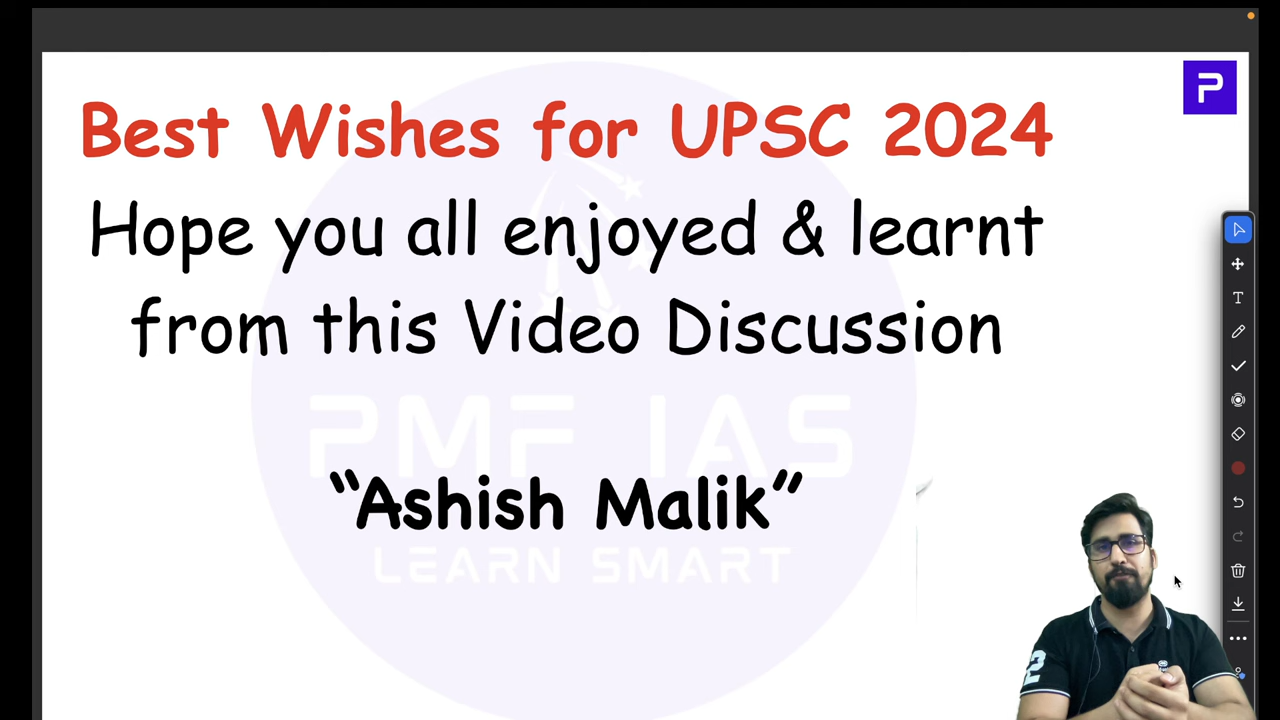 P
Best Wishes for UPSC 2024
Hope you all enjoyed & learnt
from this Video Discussion
PMF IAS
“Ashish Malik”
LEARN SMART
T
2